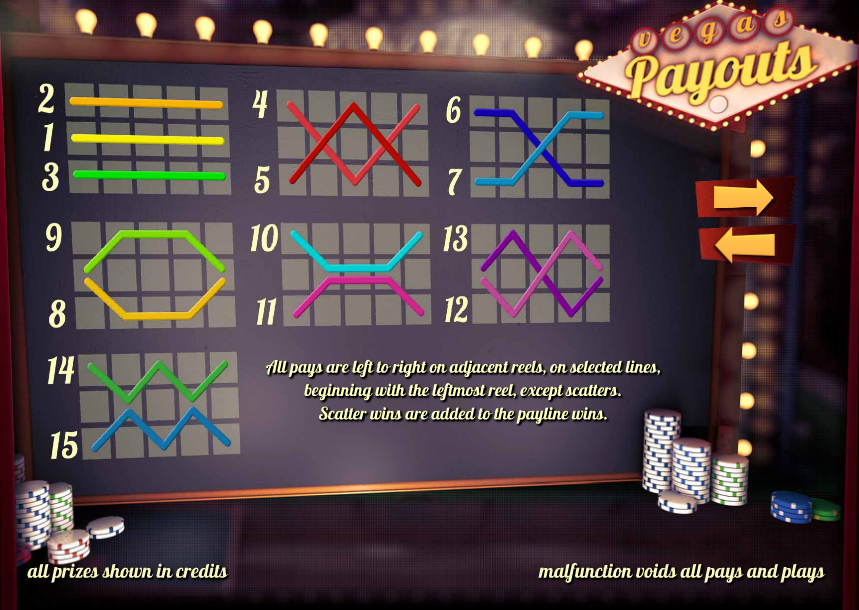 vegas
Payouts
2
1
3
4
5
6
7
9
8
10
11
13
12
14
15
All pays are left to right on adjacent reels, on selected lines,
beginning with the leftmost reel, except scatters.
Scatter wins are added to the payline wins.
all prizes shown in credits
malfunction voids all pays and plays